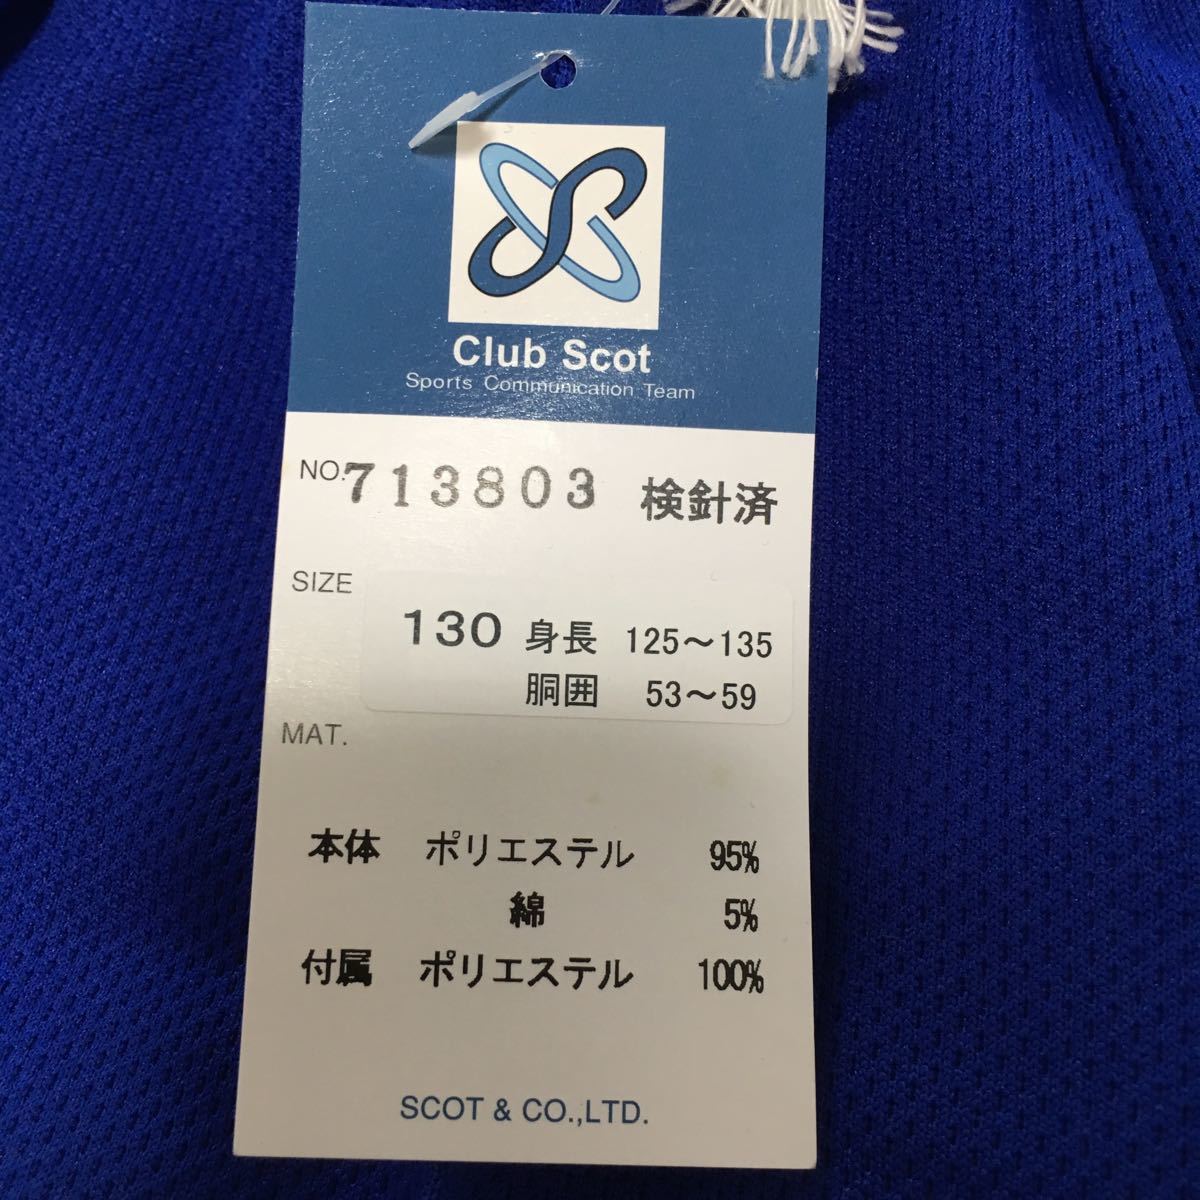 Club Scot
Sports Communication Team
NO.713803 検針済
SIZE
130 身長 125～135
胴囲 53～59
MAT.
本体 ポリエステル 95%
綿 5%
付属 ポリエステル 100%
SCOT & CO.,LTD.